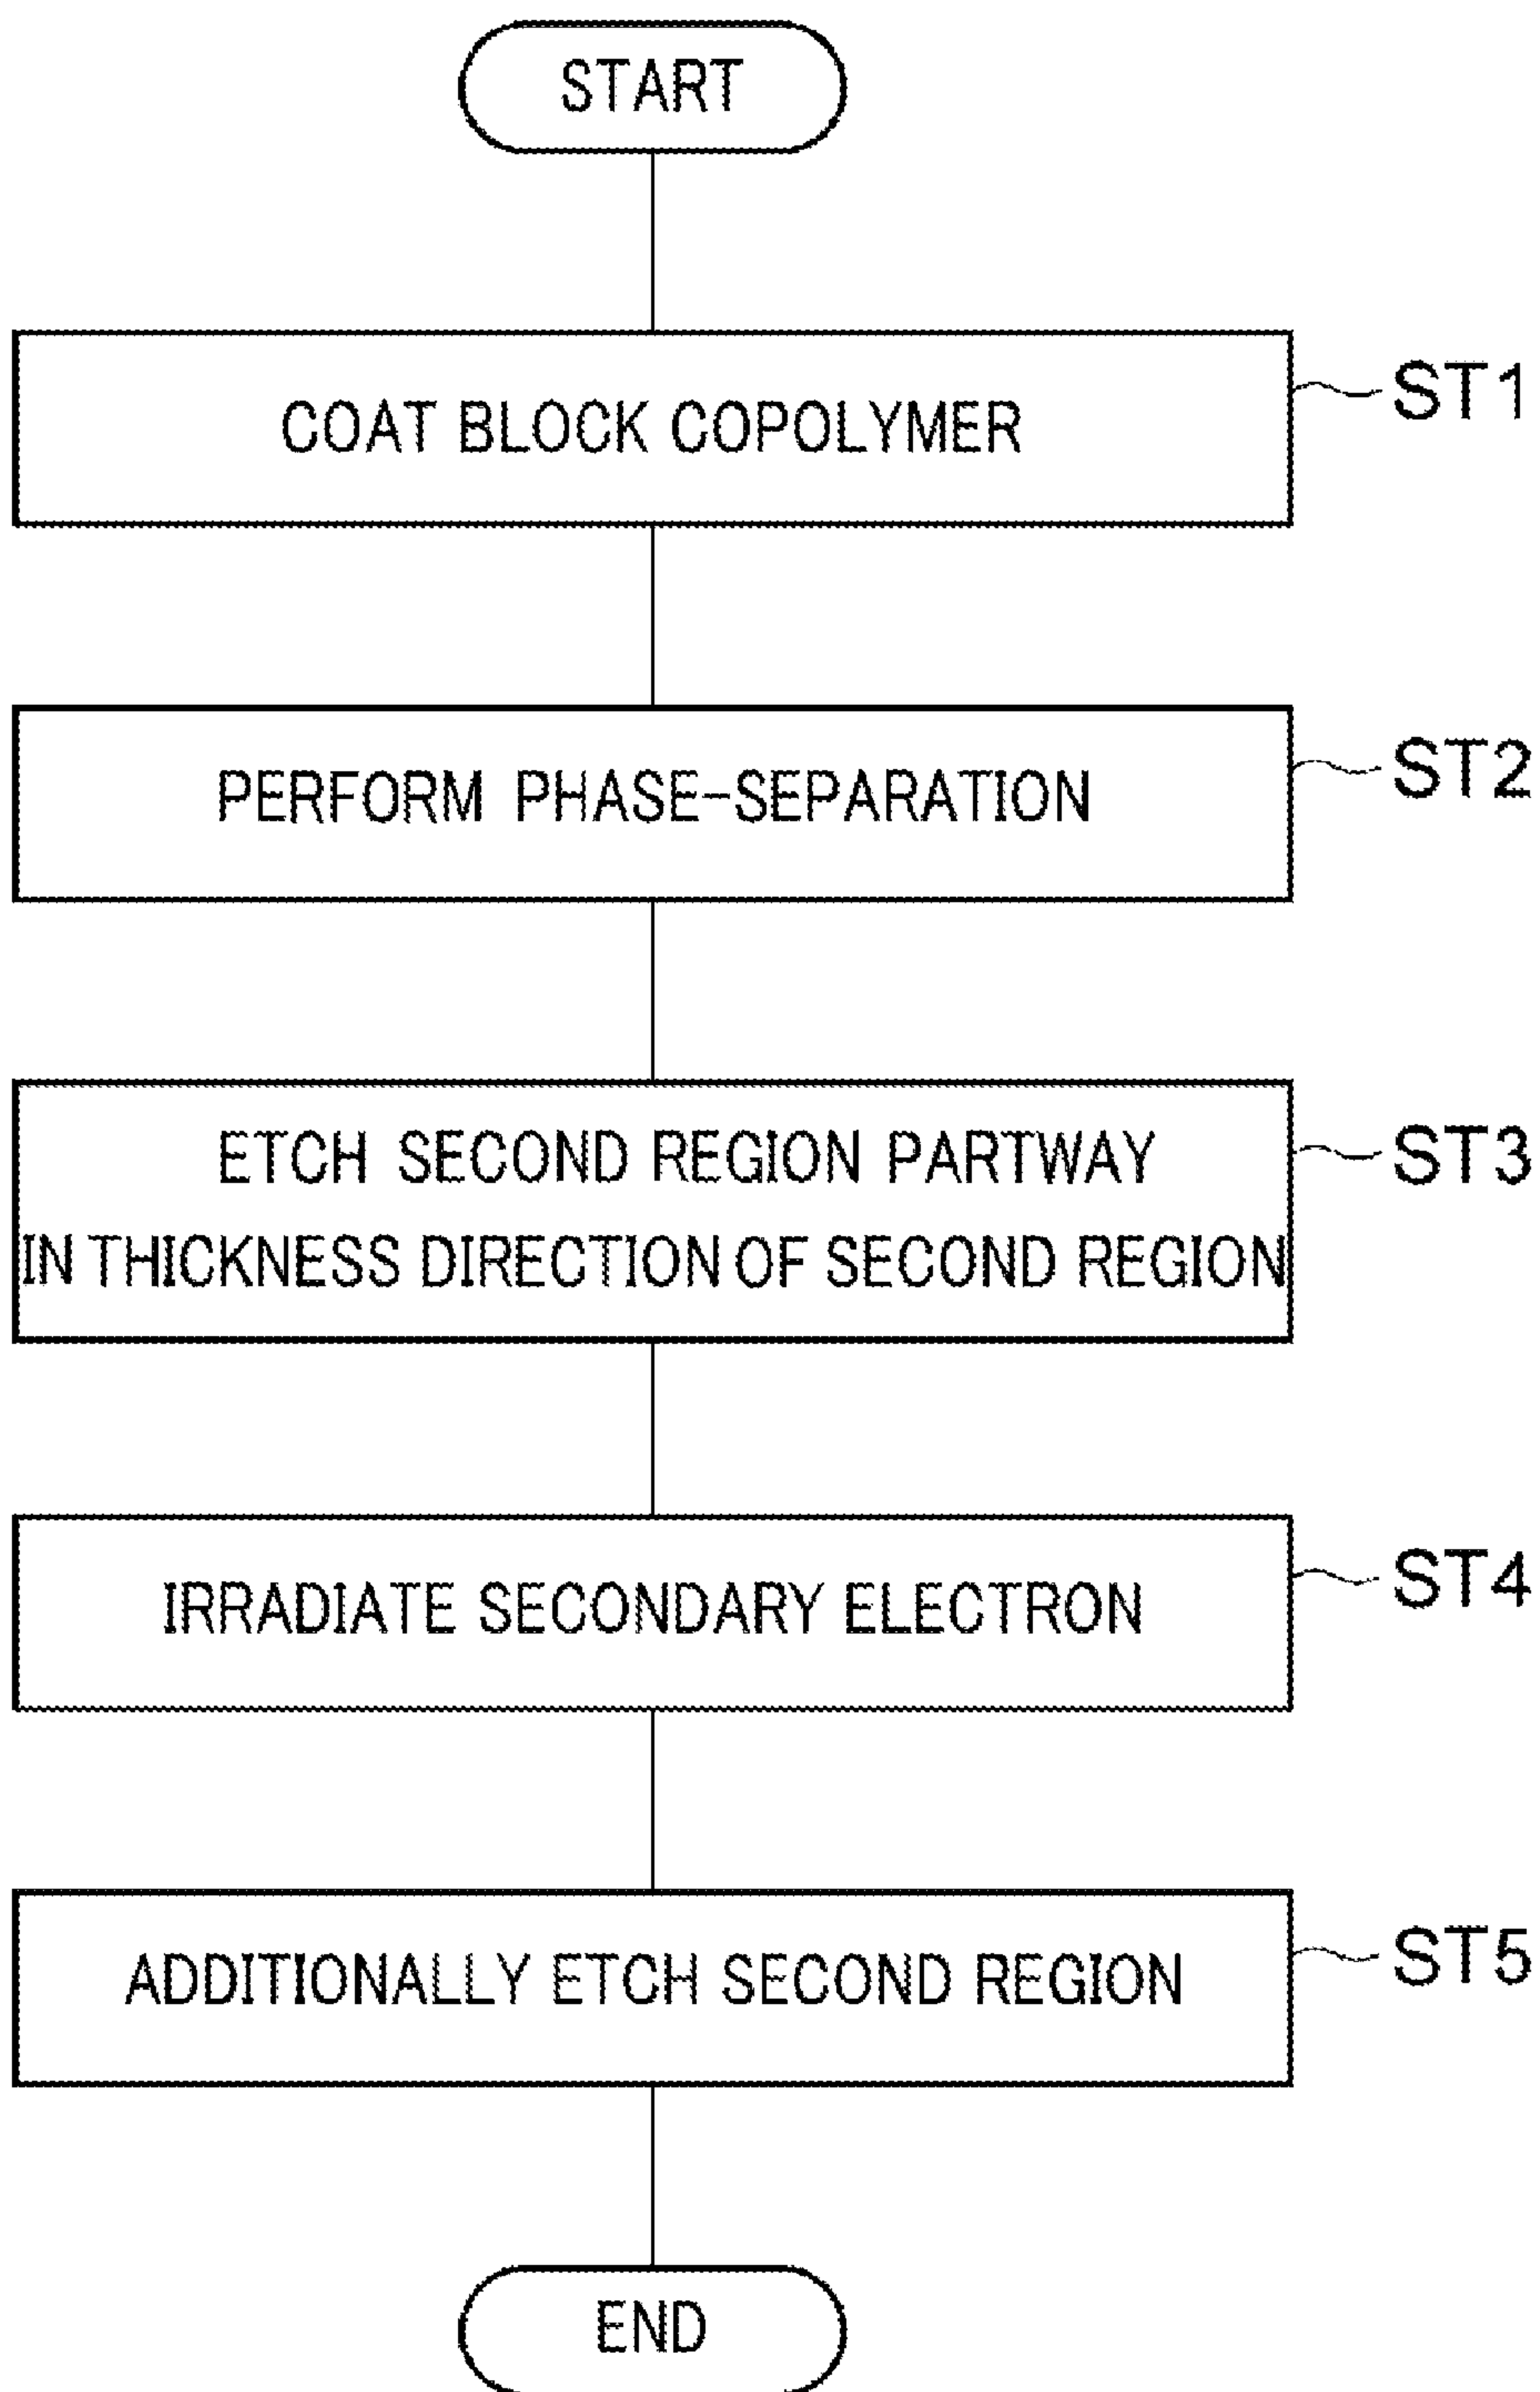 START
COAT BLOCK COPOLYMER
ST1
PERFORM PHASE-SEPARATION
ST2
ETCH SECOND REGION PARTWAY
IN THICKNESS DIRECTION OF SECOND REGION
ST3
IRRADIATE SECONDARY ELECTRON
ST4
ADDITIONALLY ETCH SECOND REGION
ST5
END